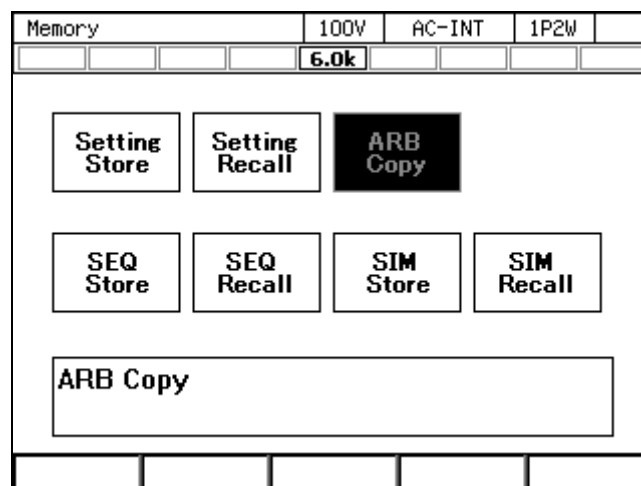 Memory 100V AC-INT 1P2W
6.0k
Setting Store
Setting Recall
ARB Copy
SEQ Store
SEQ Recall
SIM Store
SIM Recall
ARB Copy